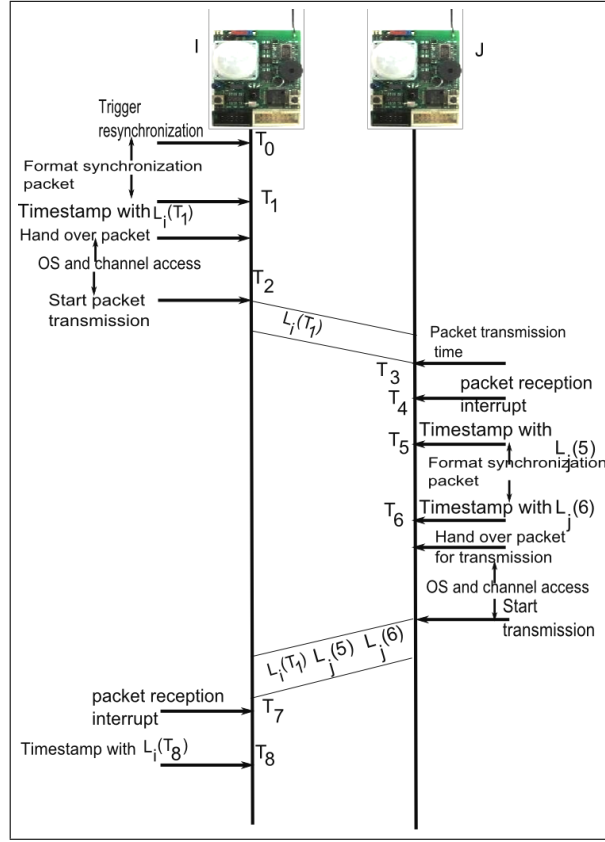 I
J
Trigger
resynchronization
T0
Format synchronization
packet
T1
Timestamp with Li(T1)
Hand over packet
OS and channel access
T2
Start packet
transmission
Li(T1)
Packet transmission
time
T3
packet reception
interrupt
T4
Timestamp with
Lj(5)
T5
Format synchronization
packet
Timestamp with Lj(6)
T6
Hand over packet
for transmission
OS and channel access
Start
transmission
Li(T1) Lj(5) Lj(6)
packet reception
interrupt
T7
Timestamp with Li(T8)
T8